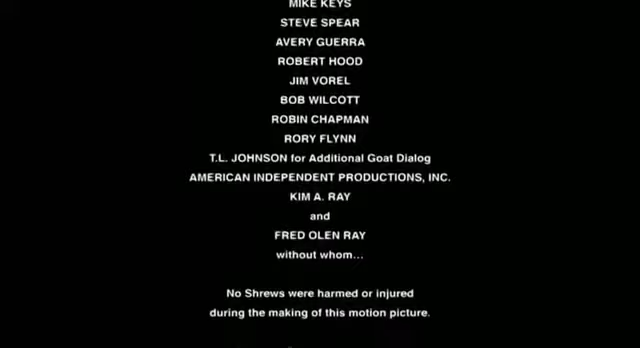 MIKE KEYS
STEVE SPEAR
AVERY GUERRA
ROBERT HOOD
JIM VOREL
BOB WILCOTT
ROBIN CHAPMAN
RORY FLYNN
T.L. JOHNSON for Additional Goat Dialog
AMERICAN INDEPENDENT PRODUCTIONS, INC.
KIM A. RAY
and
FRED OLEN RAY
without whom...
No Shrews were harmed or injured
during the making of this motion picture.